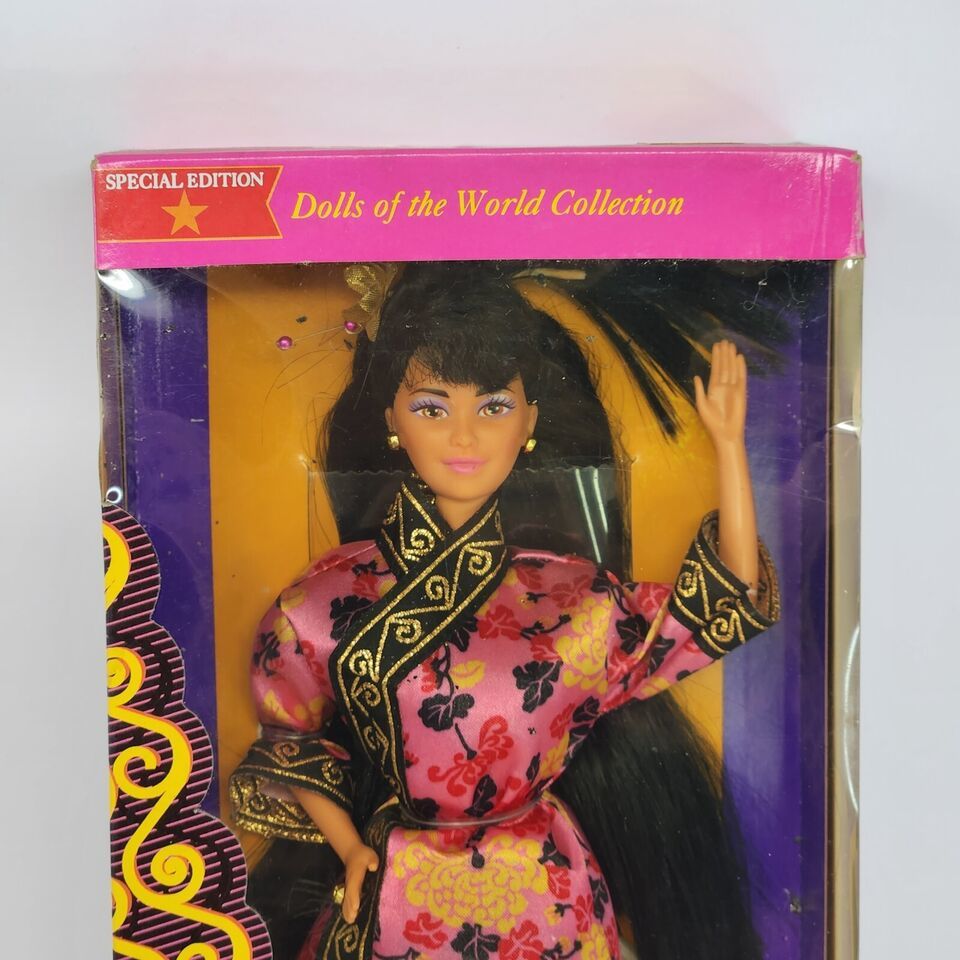 SPECIAL EDITION
Dolls of the World Collection